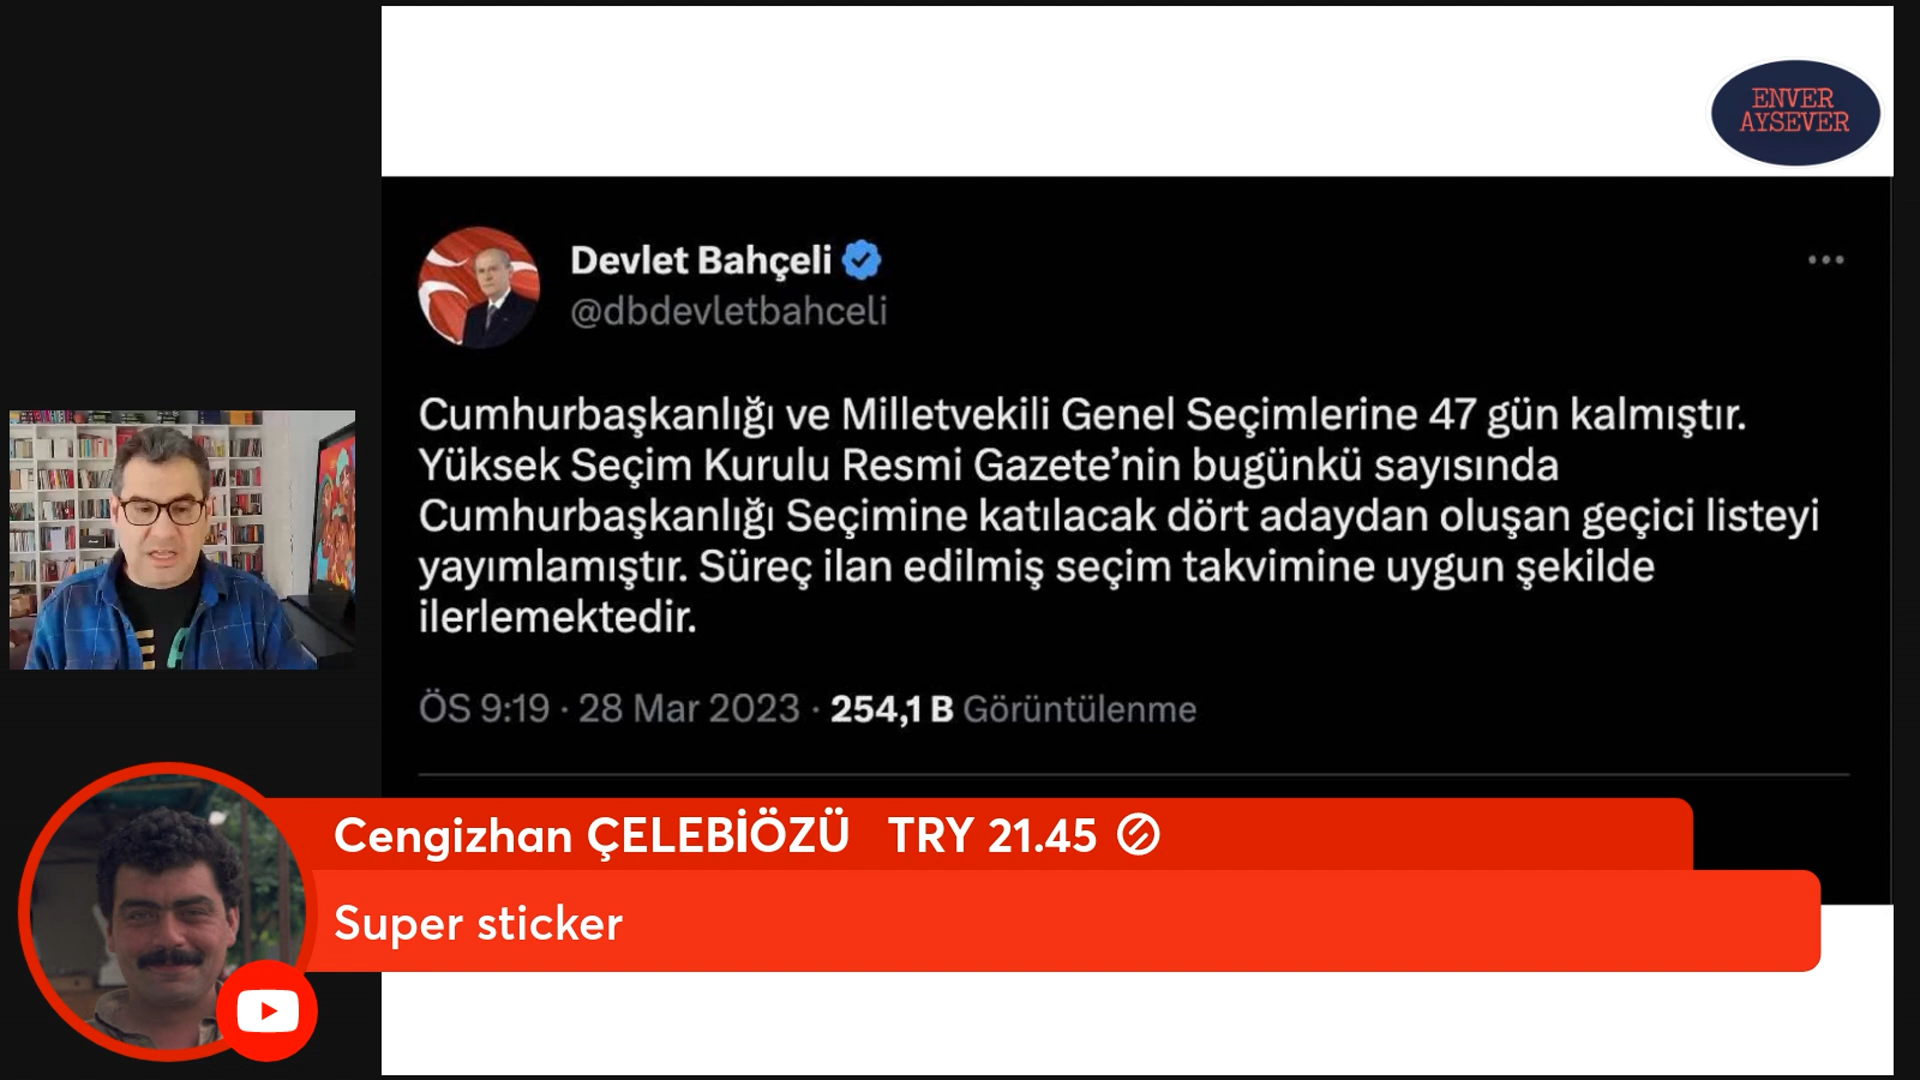 ENVER
AYSEVER
Devlet Bahçeli
@dbdevletbahceli
Cumhurbaşkanlığı ve Milletvekili Genel Seçimlerine 47 gün kalmıştır.
Yüksek Seçim Kurulu Resmi Gazete’nin bugünkü sayısında
Cumhurbaşkanlığı Seçimine katılacak dört adaydan oluşan geçici listeyi
yayımlamıştır. Süreç ilan edilmiş seçim takvimine uygun şekilde
ilerlemektedir.
ÖS 9:19 · 28 Mar 2023 · 254,1 B Görüntülenme
Cengizhan ÇELEBİÖZÜ TRY 21.45
Super sticker